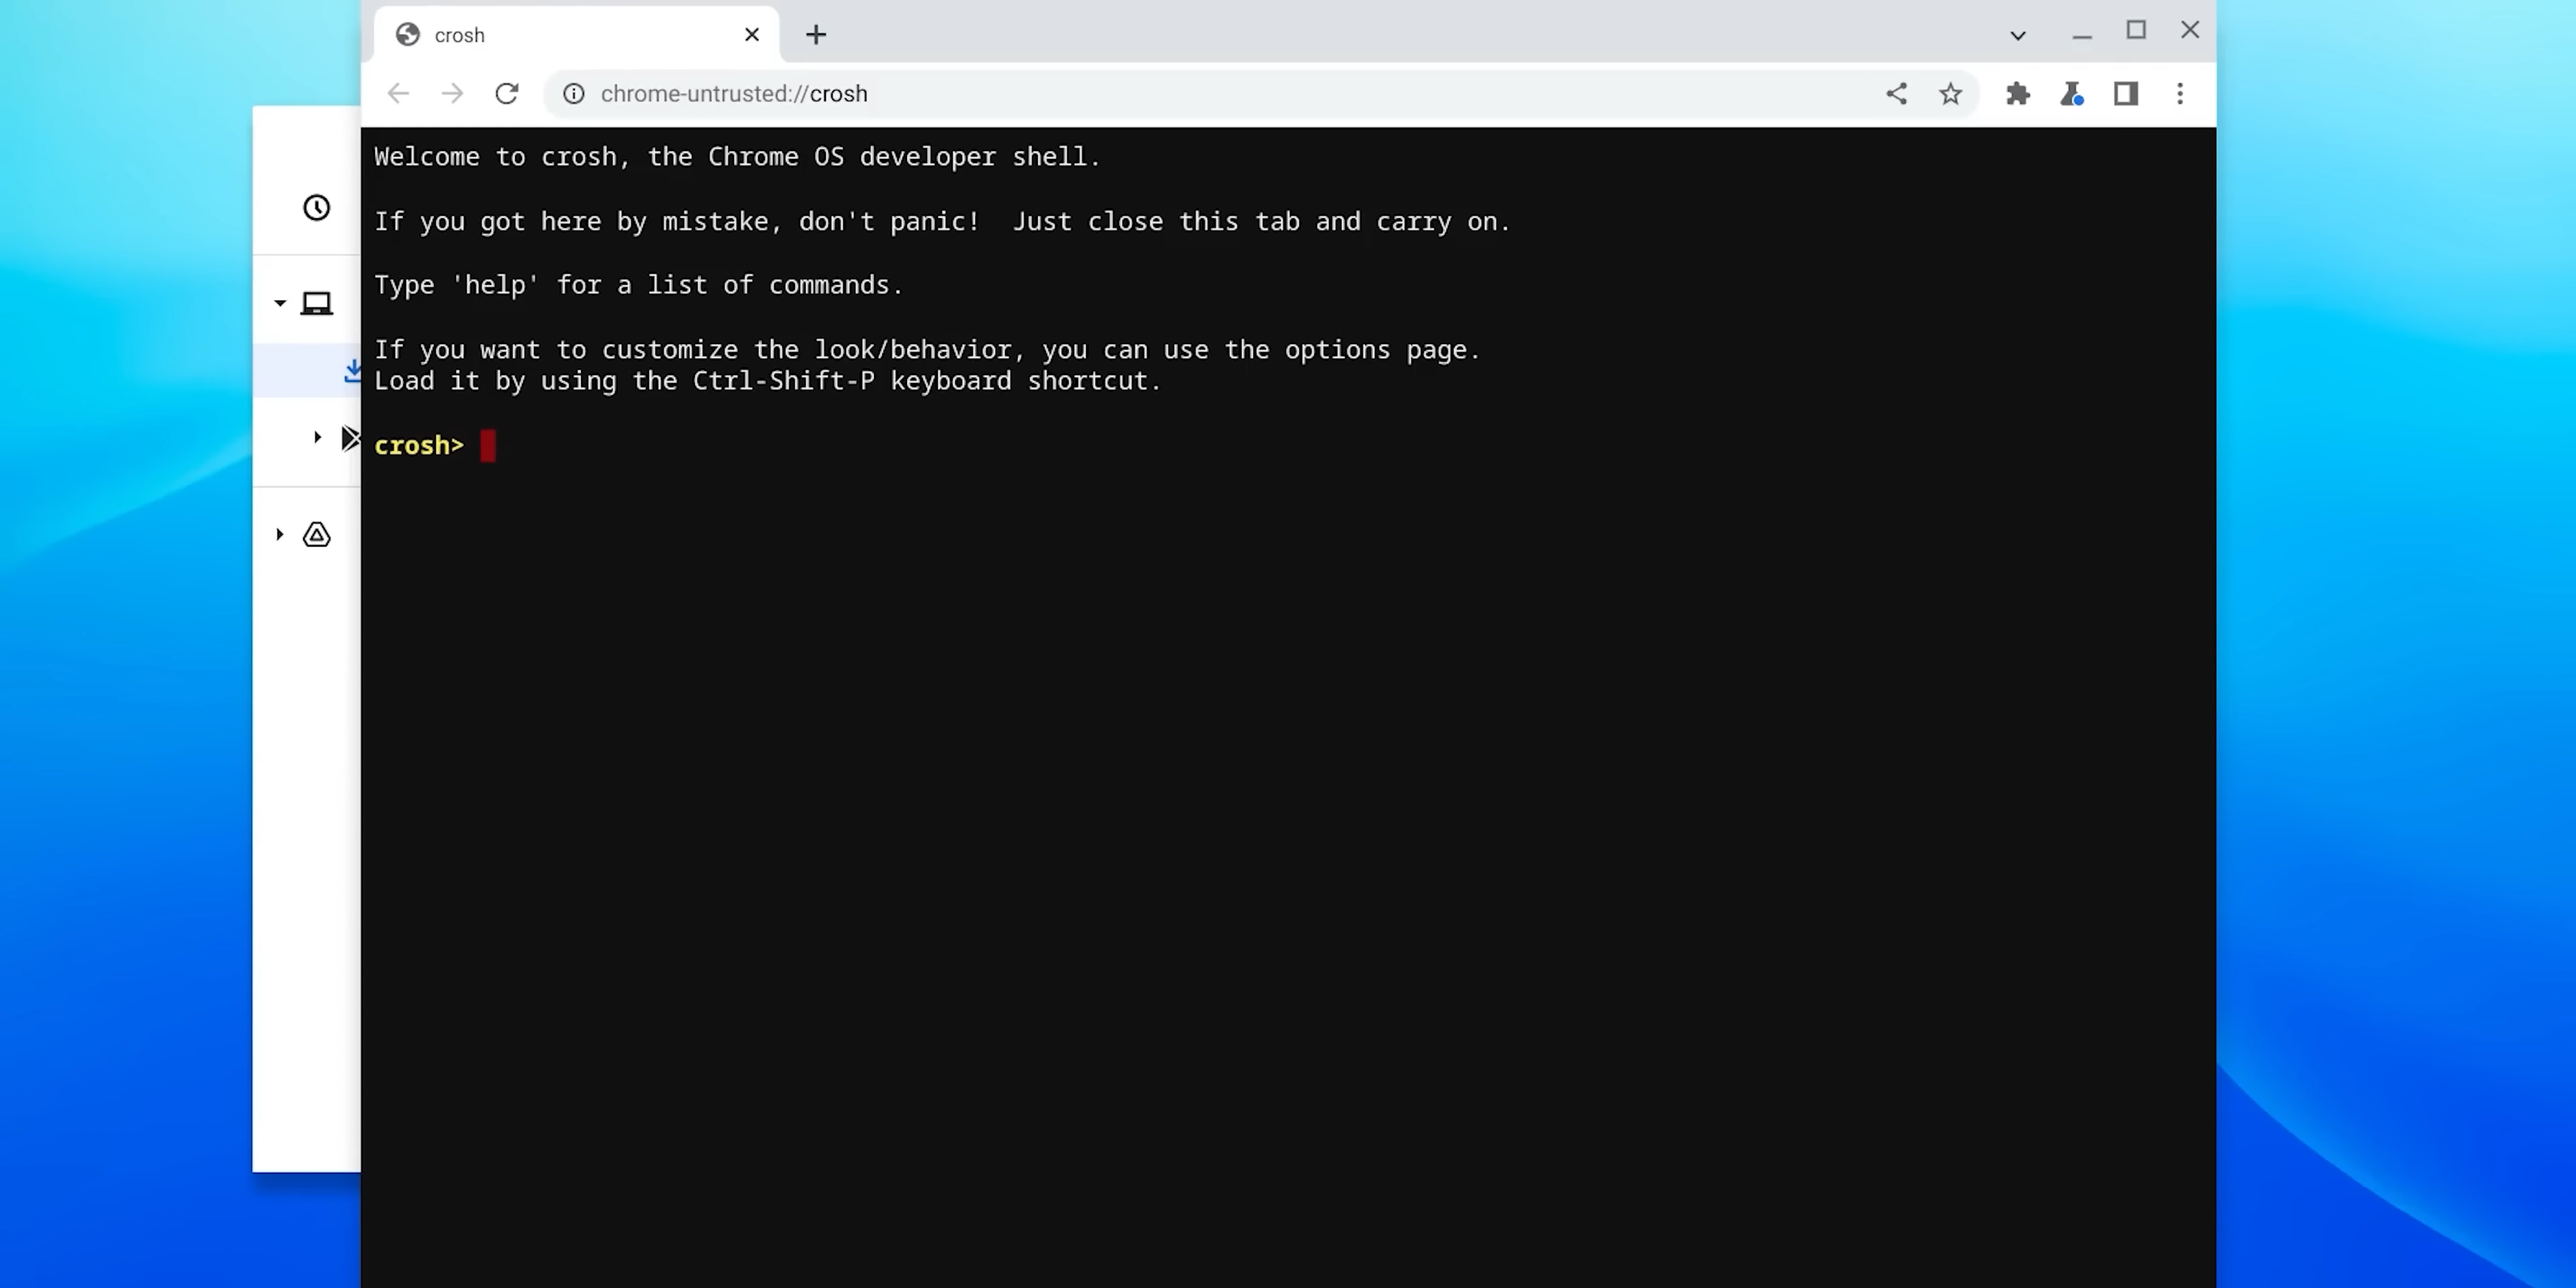 crosh
chrome-untrusted://crosh
Welcome to crosh, the Chrome OS developer shell.
If you got here by mistake, don't panic!  Just close this tab and carry on.
Type 'help' for a list of commands.
If you want to customize the look/behavior, you can use the options page.
Load it by using the Ctrl-Shift-P keyboard shortcut.
crosh>